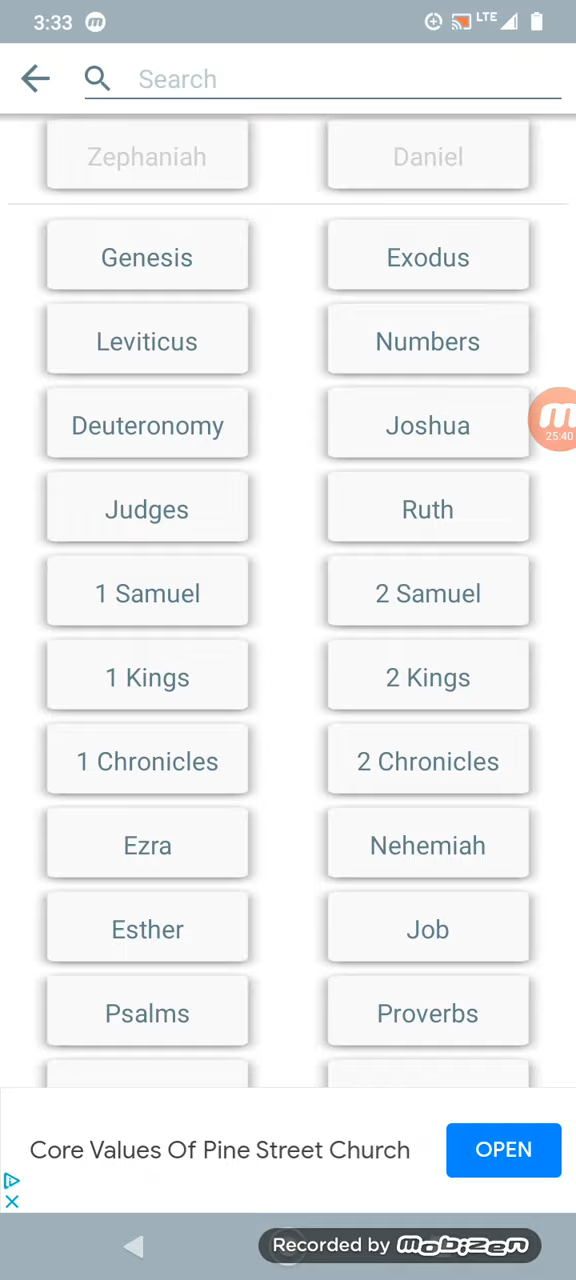 3:33 m LTE
Search
Zephaniah Daniel
Genesis Exodus
Leviticus Numbers
Deuteronomy Joshua
m
25:40
Judges Ruth
1 Samuel 2 Samuel
1 Kings 2 Kings
1 Chronicles 2 Chronicles
Ezra Nehemiah
Esther Job
Psalms Proverbs
Core Values Of Pine Street Church OPEN
Recorded by mobizen